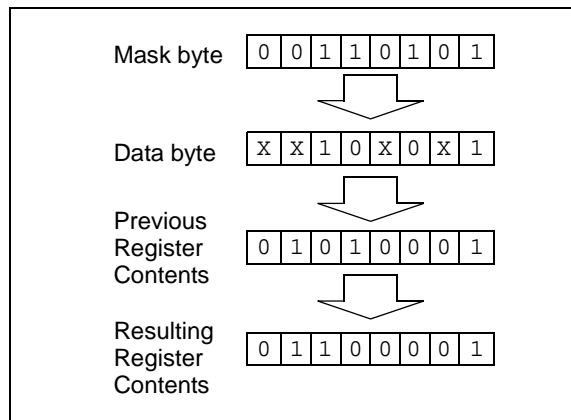 Mask byte 0 0 1 1 0 1 0 1
Data byte X X 1 0 X 0 X 1
Previous
Register 0 1 0 1 0 0 0 1
Contents
Resulting
Register 0 1 1 0 0 0 0 1
Contents